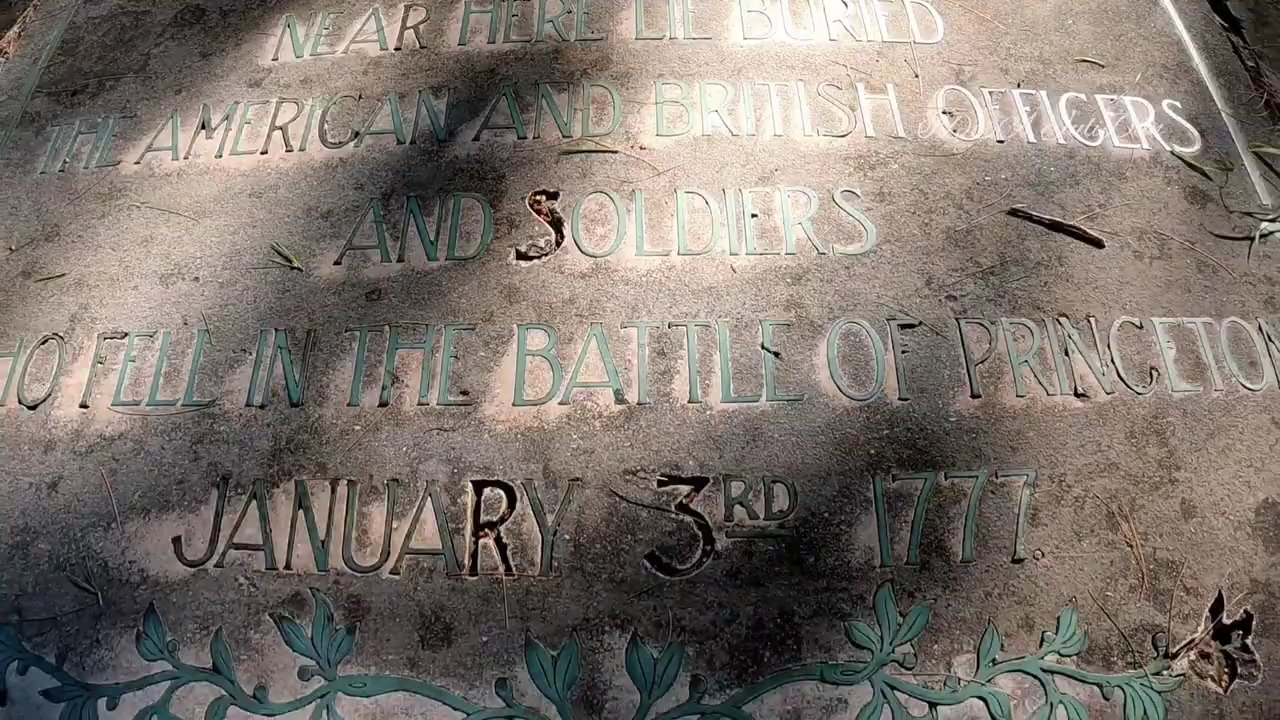 NEAR HERE LIE BURIED
THE AMERICAN AND BRITISH OFFICERS
AND SOLDIERS
HO FELL IN THE BATTLE OF PRINCETON
JANUARY 3RD 1777.